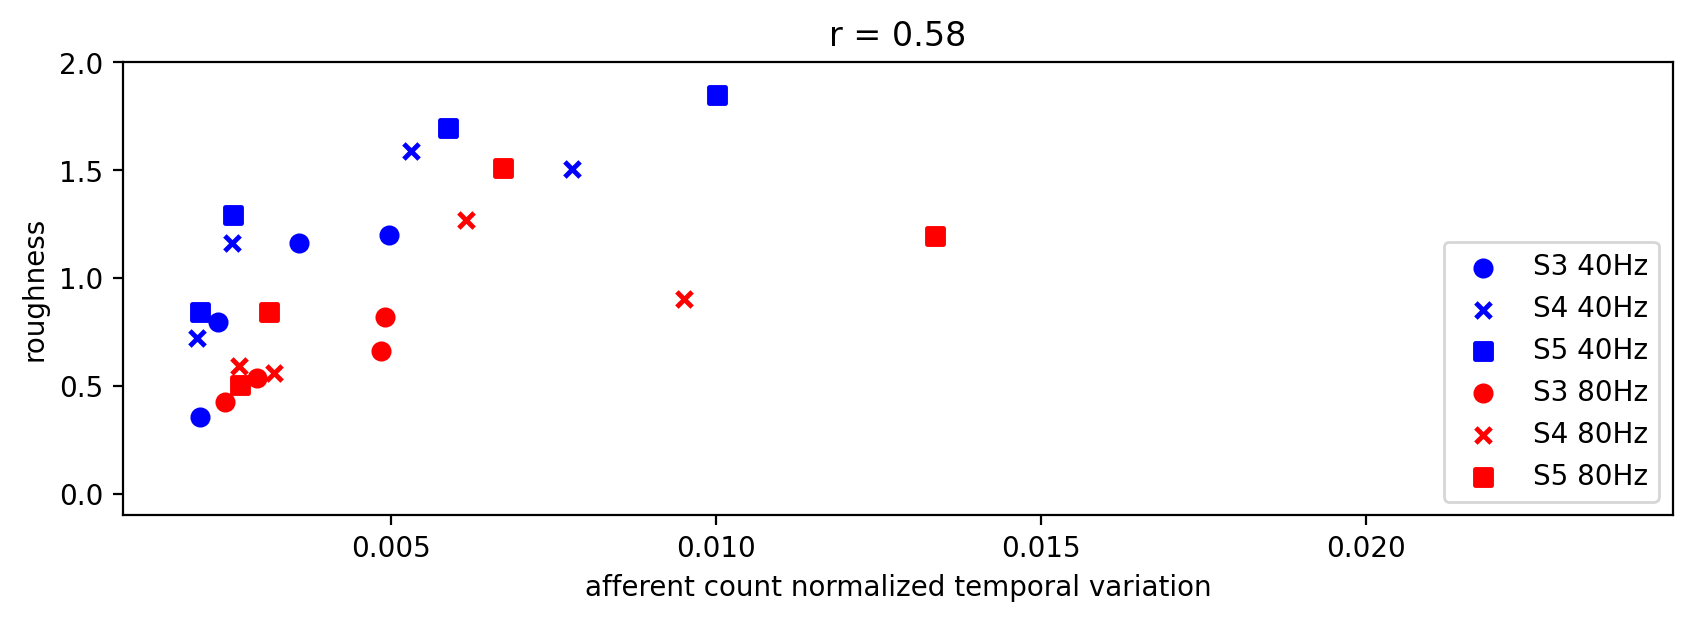 r = 0.58
2.0
1.5
1.0
0.5
0.0
roughness
0.005 0.010 0.015 0.020
afferent count normalized temporal variation
S3 40Hz
S4 40Hz
S5 40Hz
S3 80Hz
S4 80Hz
S5 80Hz